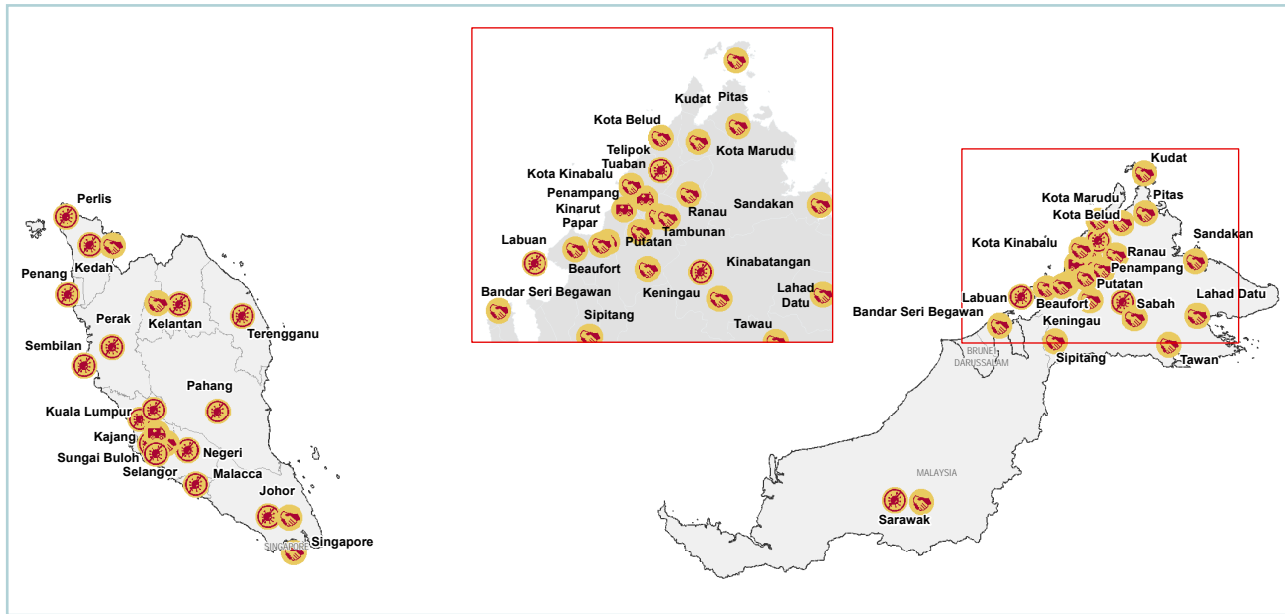 Perlis
Kedah
Penang
Perak
Kelantan
Terengganu
Sembilan
Pahang
Kuala Lumpur
Kajang
Sungai Buloh
Selangor
Negeri
Malacca
Johor
SINGAPORE
Singapore
Kudat
Pitas
Kota Belud
Kota Marudu
Telipok
Tuaban
Kota Kinabalu
Penampang
Kinarut
Papar
Ranau
Sandakan
Tambunan
Putatan
Labuan
Beaufort
Kinabatangan
Keningau
Bandar Seri Begawan
Lahad
Datu
Sipitang
Tawau
Kudat
Kota Marudu
Pitas
Kota Belud
Kota Kinabalu
Ranau
Sandakan
Penampang
Putatan
Labuan
Beaufort
Sabah
Lahad Datu
Bandar Seri Begawan
Keningau
Sipitang
Tawan
BRUNEI
DARUSSALAM
MALAYSIA
Sarawak